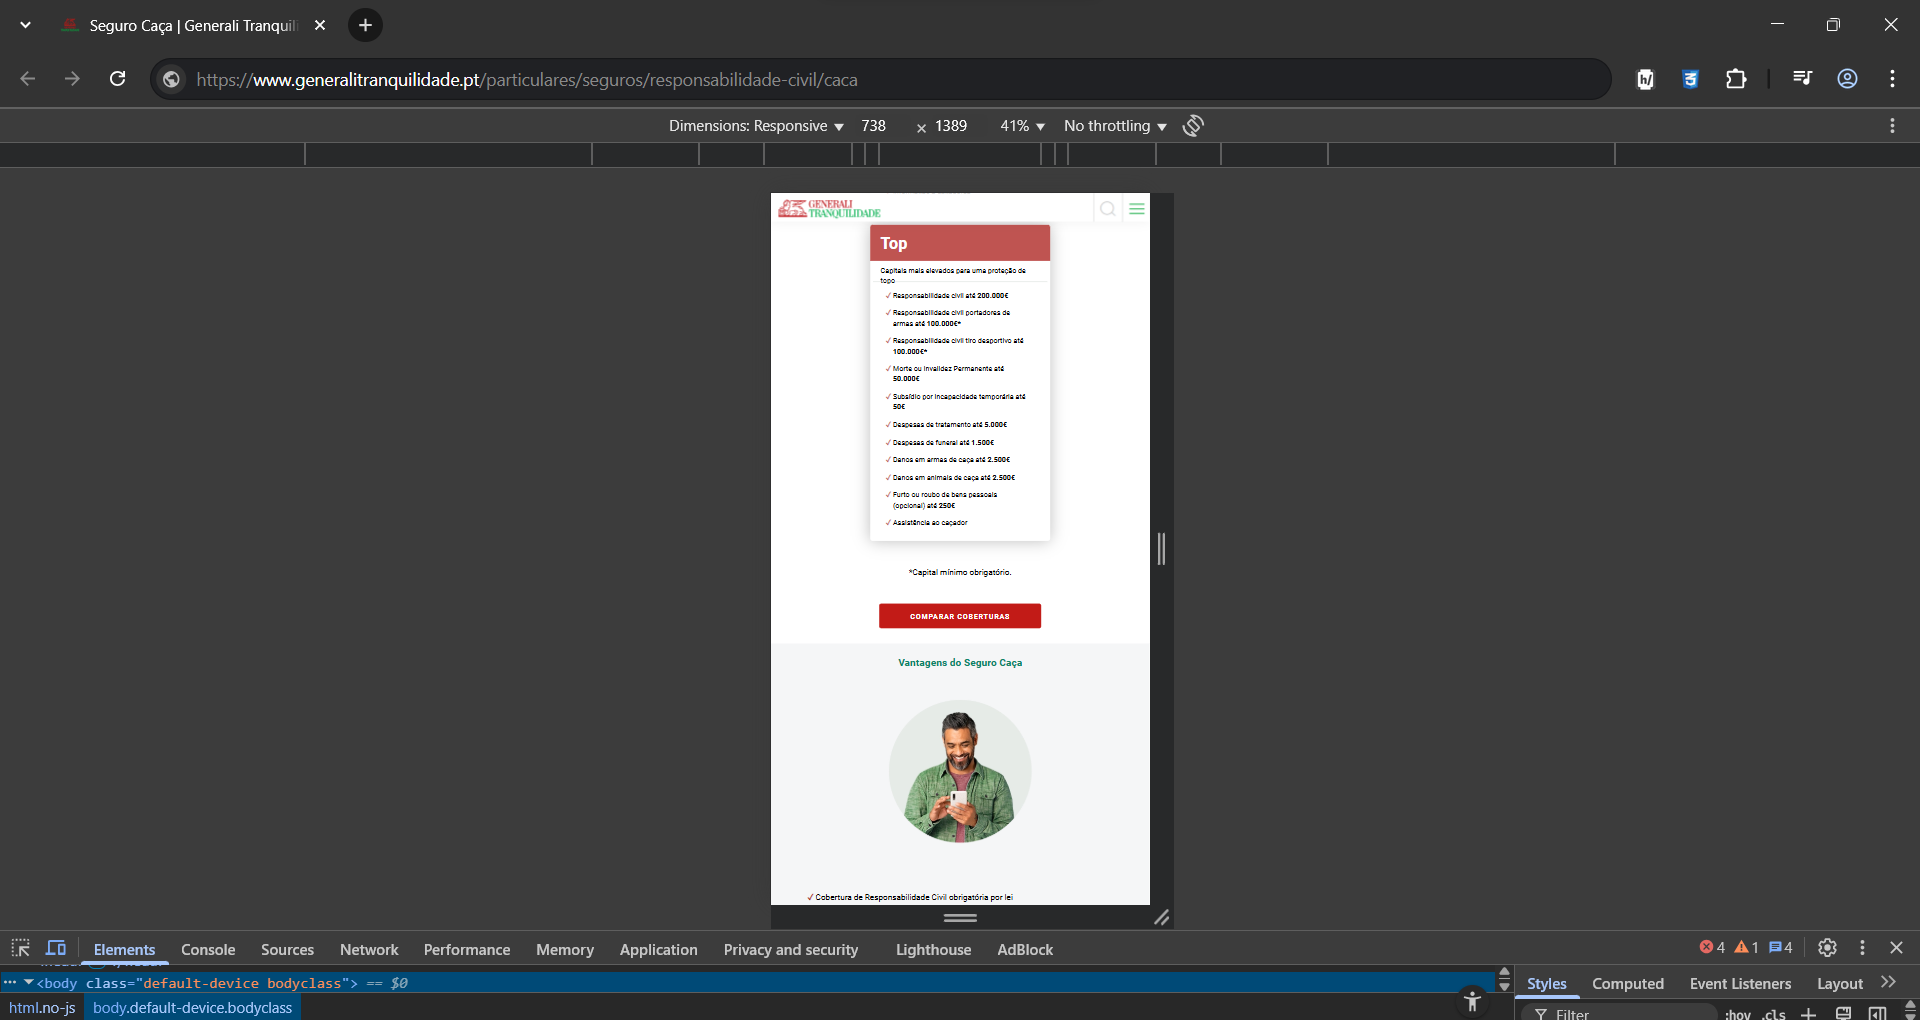 Seguro Caça | Generali Tranquili
https://www.generalitranquilidade.pt/particulares/seguros/responsabilidade-civil/caca
Dimensions: Responsive 738 × 1389 41% No throttling
GENERALI
TRANQUILIDADE
Top
Capitais mais elevados para uma proteção de
topo
Responsabilidade civil até 200.000€
Responsabilidade civil portadores de
armas até 100.000€*
Responsabilidade civil tiro desportivo até
100.000€*
Morte ou Invalidez Permanente até
50.000€
Subsídio por incapacidade temporária até
50€
Despesas de tratamento até 5.000€
Despesas de funeral até 1.500€
Danos em armas de caça até 2.500€
Danos em animais de caça até 2.500€
Furto ou roubo de bens pessoais
(opcional) até 250€
Assistência ao caçador
*Capital mínimo obrigatório.
COMPARAR COBERTURAS
Vantagens do Seguro Caça
Cobertura de Responsabilidade Civil obrigatória por lei
Elements Console Sources Network Performance Memory Application Privacy and security Lighthouse AdBlock 4 1 4
<body class="default-device bodyclass"> == $0
Styles Computed Event Listeners Layout
html.no-js body.default-device.bodyclass
Filter :hov .cls